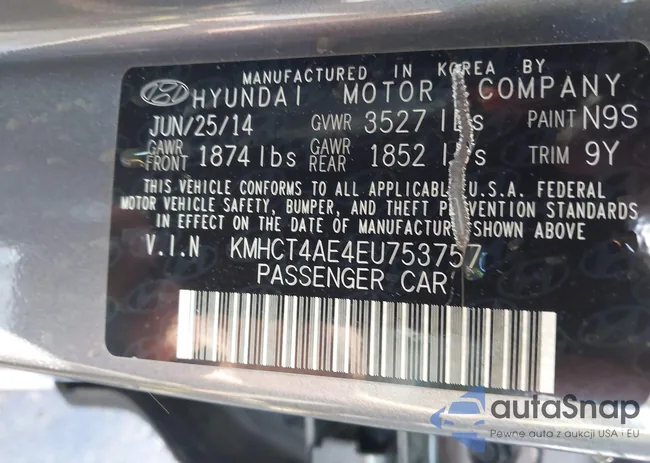 MANUFACTURED IN KOREA BY
HYUNDAI MOTOR COMPANY
JUN/25/14 GVWR 3527 lbs PAINT N9S
GAWR FRONT 1874 lbs GAWR REAR 1852 lbs TRIM 9Y
THIS VEHICLE CONFORMS TO ALL APPLICABLE U.S.A. FEDERAL
MOTOR VEHICLE SAFETY, BUMPER, AND THEFT PREVENTION STANDARDS
IN EFFECT ON THE DATE OF MANUFACTURE SHOWN ABOVE
V.I.N KMHCT4AE4EU753757
PASSENGER CAR
autaSnap
Pewne auta z aukcji USA i EU